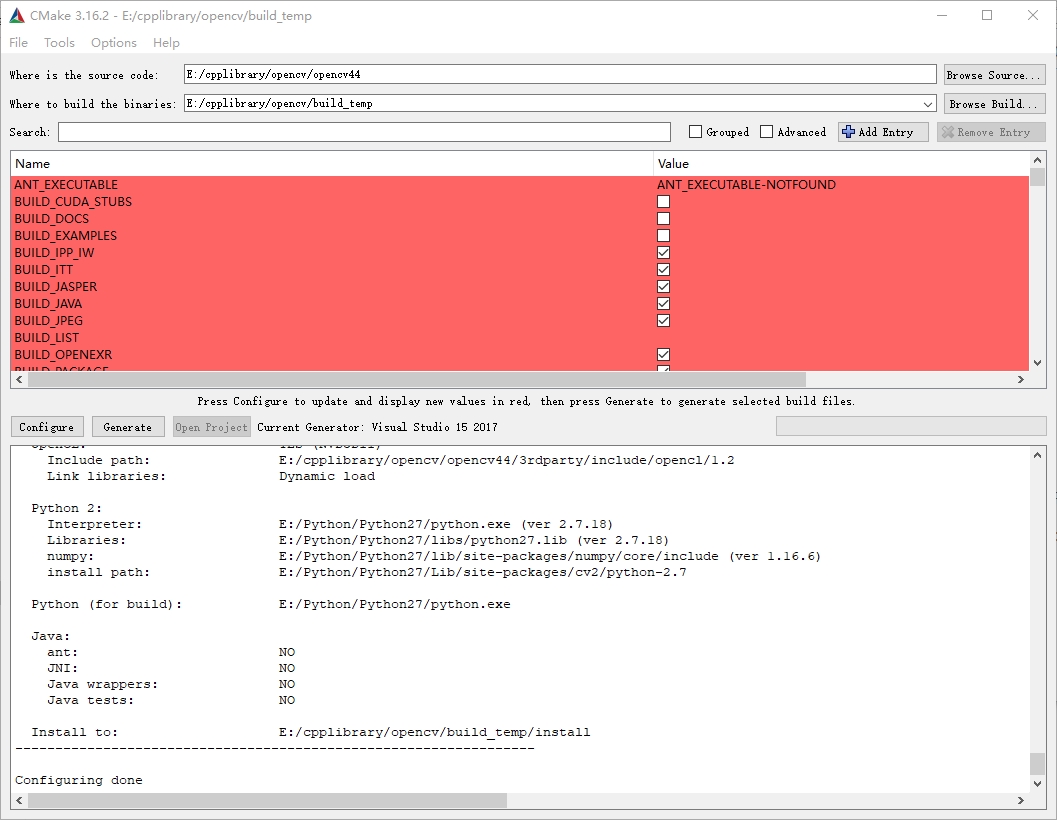 CMake 3.16.2 - E:/cpplibrary/opencv/build_temp
File Tools Options Help
Where is the source code: E:/cpplibrary/opencv/opencv44 Browse Source...
Where to build the binaries: E:/cpplibrary/opencv/build_temp Browse Build...
Search: Grouped Advanced Add Entry Remove Entry
Name Value
ANT_EXECUTABLE ANT_EXECUTABLE-NOTFOUND
BUILD_CUDA_STUBS
BUILD_DOCS
BUILD_EXAMPLES
BUILD_IPP_IW
BUILD_ITT
BUILD_JASPER
BUILD_JAVA
BUILD_JPEG
BUILD_LIST
BUILD_OPENEXR
BUILD_PACKAGE
Press Configure to update and display new values in red, then press Generate to generate selected build files.
Configure Generate Open Project Current Generator: Visual Studio 15 2017
OpenCL: YES (NVD3D11)
Include path: E:/cpplibrary/opencv/opencv44/3rdparty/include/opencl/1.2
Link libraries: Dynamic load
Python 2:
Interpreter: E:/Python/Python27/python.exe (ver 2.7.18)
Libraries: E:/Python/Python27/libs/python27.lib (ver 2.7.18)
numpy: E:/Python/Python27/lib/site-packages/numpy/core/include (ver 1.16.6)
install path: E:/Python/Python27/Lib/site-packages/cv2/python-2.7
Python (for build): E:/Python/Python27/python.exe
Java:
ant: NO
JNI: NO
Java wrappers: NO
Java tests: NO
Install to: E:/cpplibrary/opencv/build_temp/install
-----------------------------------------------------------------
Configuring done